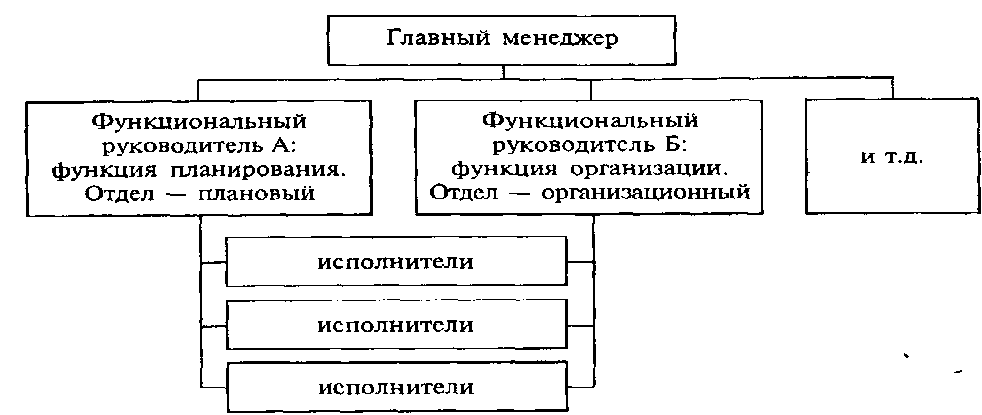 Главный менеджер
Функциональный
руководитель А:
функция планирования.
Отдел — плановый
Функциональный
руководитель Б:
функция организации.
Отдел — организационный
и т.д.
исполнители
исполнители
исполнители